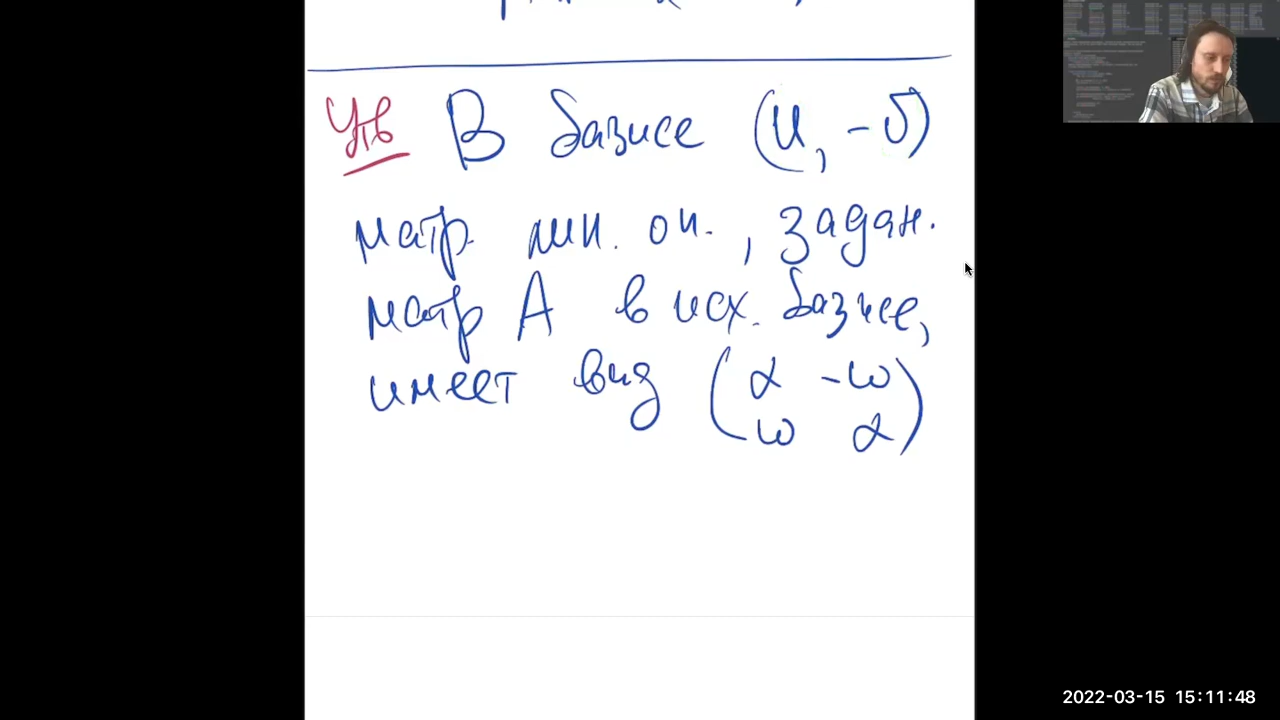 Утв В базисе (u, -v)
матр. лин. оп., задан.
матр A в исх. базисе,
имеет вид (α -ω
ω α)
2022-03-15 15:11:48